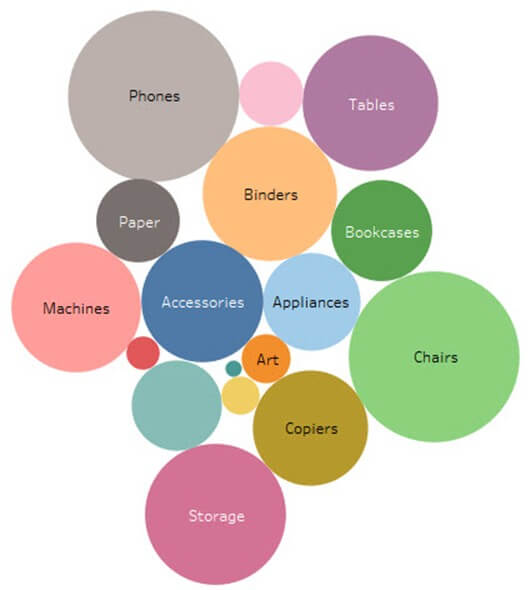 Phones
Tables
Binders
Paper
Bookcases
Machines
Accessories
Appliances
Art
Chairs
Copiers
Storage